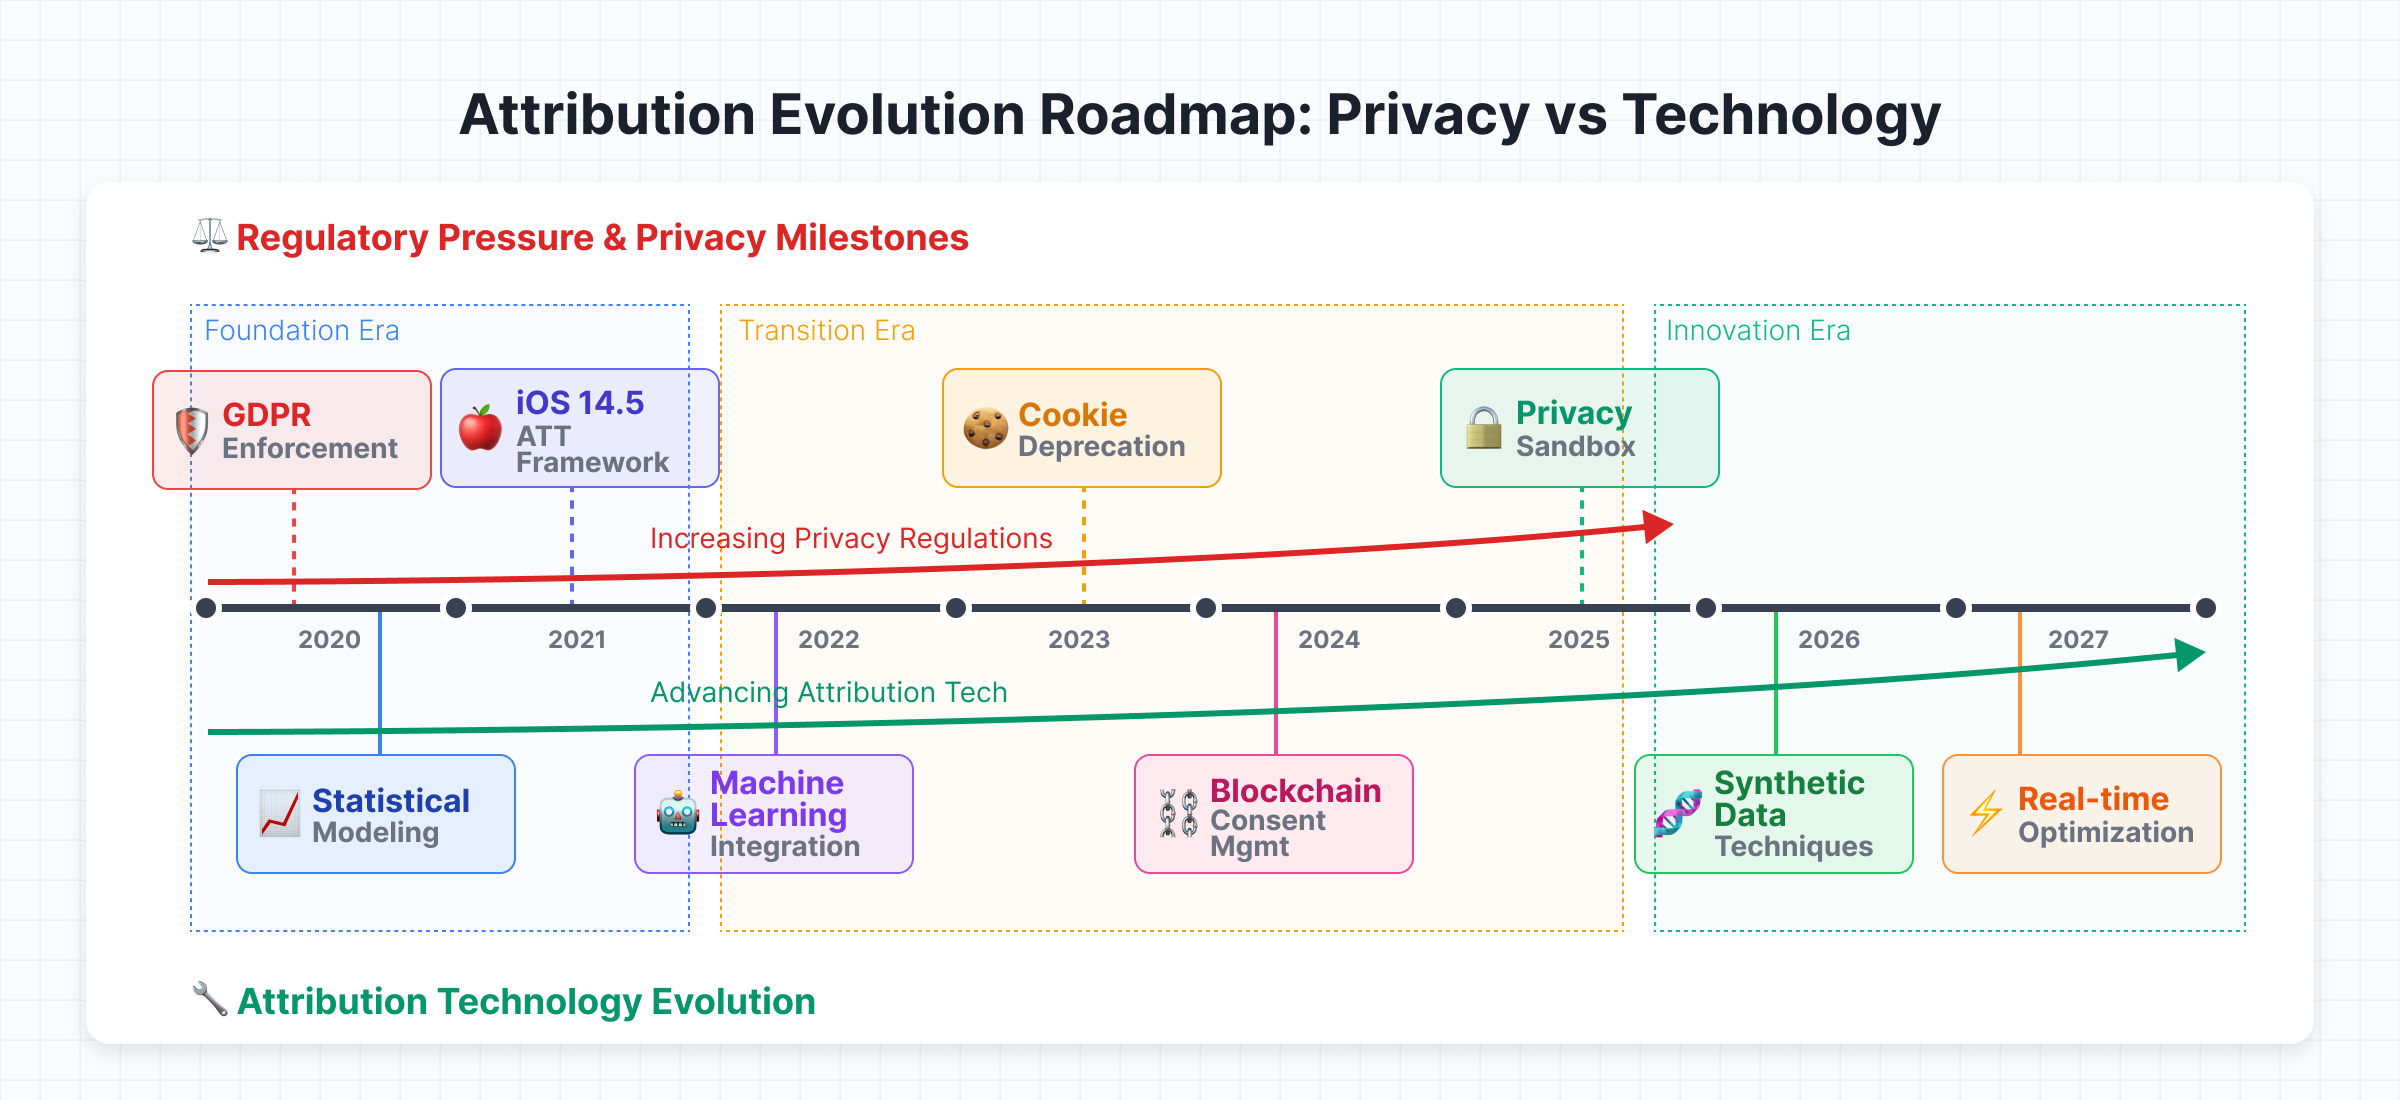 Attribution Evolution Roadmap: Privacy vs Technology
Regulatory Pressure & Privacy Milestones
Foundation Era
Transition Era
Innovation Era
GDPR
Enforcement
iOS 14.5
ATT
Framework
Cookie
Deprecation
Privacy
Sandbox
Increasing Privacy Regulations
2020
2021
2022
2023
2024
2025
2026
2027
Advancing Attribution Tech
Statistical
Modeling
Machine
Learning
Integration
Blockchain
Consent
Mgmt
Synthetic
Data
Techniques
Real-time
Optimization
Attribution Technology Evolution